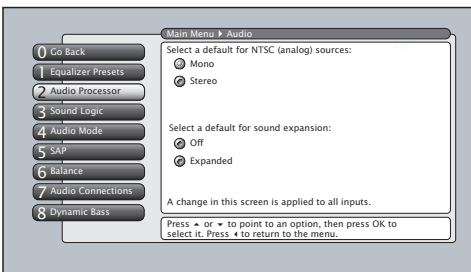 Main Menu ▸ Audio
0 Go Back
1 Equalizer Presets
2 Audio Processor
3 Sound Logic
4 Audio Mode
5 SAP
6 Balance
7 Audio Connections
8 Dynamic Bass
Select a default for NTSC (analog) sources:
Mono
Stereo
Select a default for sound expansion:
Off
Expanded
A change in this screen is applied to all inputs.
Press ▴ or ▾ to point to an option, then press OK to
select it. Press ◂ to return to the menu.